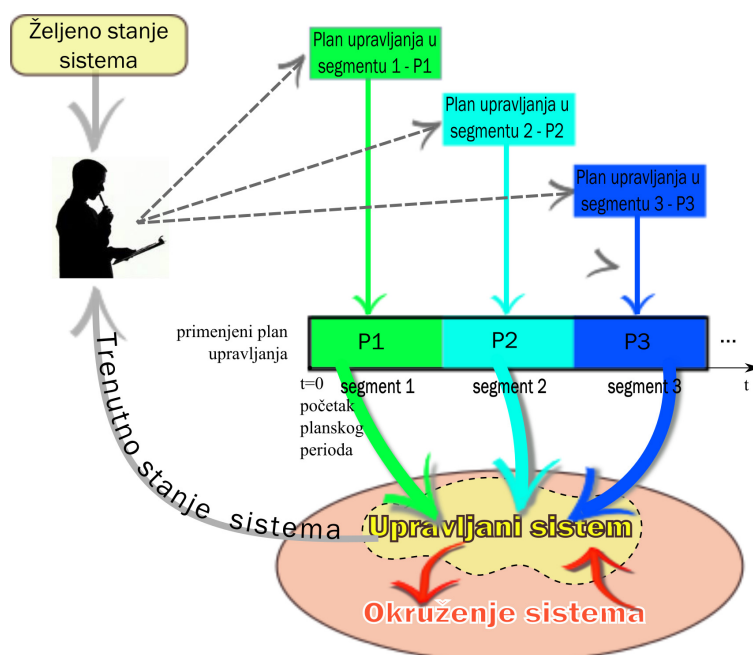 Željeno stanje
sistema
Plan upravljanja u
segmentu 1 - P1
Plan upravljanja u
segmentu 2 - P2
Plan upravljanja u
segmentu 3 - P3
primenjeni plan
upravljanja
P1
P2
P3
...
t=0
početak
planskog
perioda
segment 1
segment 2
segment 3
t
Trenutno stanje sistema
Upravljani sistem
Okruženje sistema